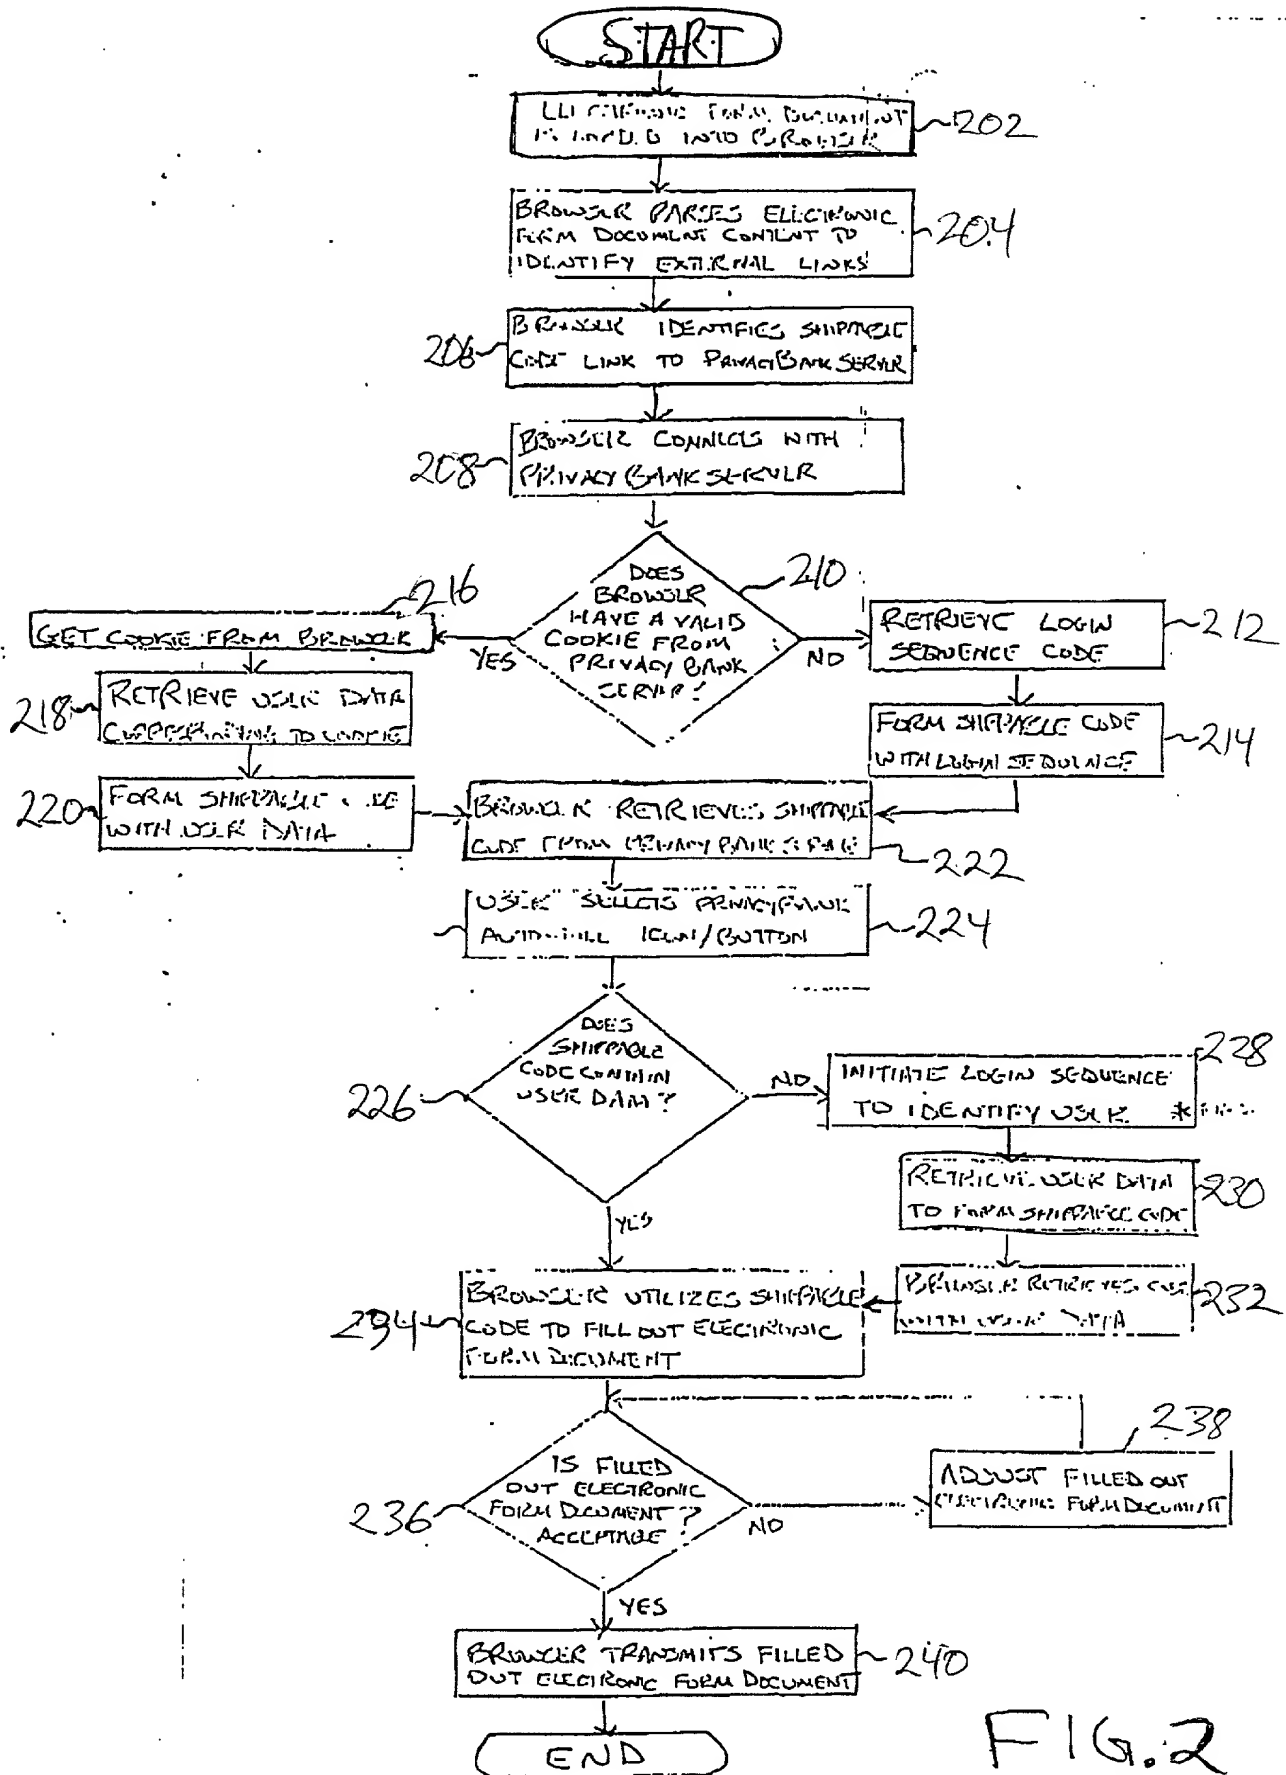 START
ELECTRONIC FORM DOCUMENT
IS LOADED INTO BROWSER
202
BROWSER PARSES ELECTRONIC
FORM DOCUMENT CONTENT TO
IDENTIFY EXTERNAL LINKS
204
BROWSER IDENTIFIES SHIPPABLE
CODE LINK TO PRIVACYBANK SERVER
206
BROWSER CONNECTS WITH
PRIVACYBANK SERVER
208
DOES
BROWSER
HAVE A VALID
COOKIE FROM
PRIVACY BANK
SERVER?
210
YES
NO
216
GET COOKIE FROM BROWSER
RETRIEVE LOGIN
SEQUENCE CODE
212
218
RETRIEVE USER DATA
CORRESPONDING TO COOKIE
FORM SHIPPABLE CODE
WITH LOGIN SEQUENCE
214
220
FORM SHIPPABLE CODE
WITH USER DATA
BROWSER RETRIEVES SHIPPABLE
CODE FROM PRIVACY BANK
222
USER SELECTS PRIVACYBANK
AUTO-FILL ICON/BUTTON
224
DOES
SHIPPABLE
CODE CONTAIN
USER DATA?
226
NO
YES
228
INITIATE LOGIN SEQUENCE
TO IDENTIFY USER *
RETRIEVE USER DATA
TO FORM SHIPPABLE CODE
230
BROWSER RETRIEVES CODE
WITH USER DATA
232
BROWSER UTILIZES SHIPPABLE
CODE TO FILL OUT ELECTRONIC
FORM DOCUMENT
234
IS FILLED
OUT ELECTRONIC
FORM DOCUMENT?
ACCEPTABLE
236
NO
YES
238
ADJUST FILLED OUT
ELECTRONIC FORM DOCUMENT
BROWSER TRANSMITS FILLED
OUT ELECTRONIC FORM DOCUMENT
240
END
FIG.2